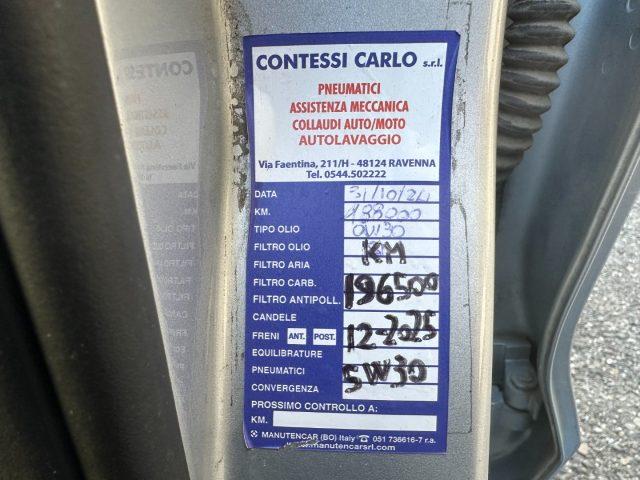 CONTESSI CARLO s.r.l.
PNEUMATICI
ASSISTENZA MECCANICA
COLLAUDI AUTO/MOTO
AUTOLAVAGGIO
Via Faentina, 211/H - 48124 RAVENNA
Tel. 0544.502222
DATA 31/10/24
KM. 188000
TIPO OLIO 0W30
FILTRO OLIO KM
FILTRO ARIA
FILTRO CARB. 196500
FILTRO ANTIPOLL.
CANDELE
FRENI ANT. POST. 12-2025
EQUILIBRATURE
PNEUMATICI 5W30
CONVERGENZA
PROSSIMO CONTROLLO A:
KM.
MANUTENCAR (BO) Italy ☎ 051 736616-7 r.a.
manutencarsrl.com